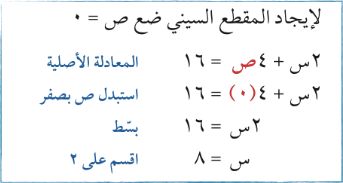 لإيجاد المقطع السيني ضع ص = ٠
٢س + ٤ص = ١٦ المعادلة الأصلية
٢س + ٤(٠) = ١٦ استبدل ص بصفر
٢س = ١٦ بسّط
س = ٨ اقسم على ٢